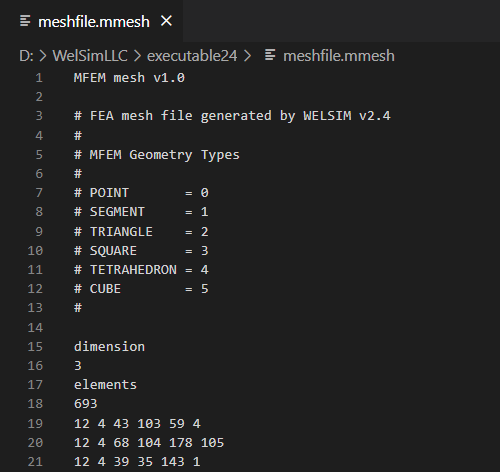 meshfile.mmesh ×
D: > WelSimLLC > executable24 > meshfile.mmesh
1 MFEM mesh v1.0
2
3 # FEA mesh file generated by WELSIM v2.4
4 #
5 # MFEM Geometry Types
6 #
7 # POINT = 0
8 # SEGMENT = 1
9 # TRIANGLE = 2
10 # SQUARE = 3
11 # TETRAHEDRON = 4
12 # CUBE = 5
13 #
14
15 dimension
16 3
17 elements
18 693
19 12 4 43 103 59 4
20 12 4 68 104 178 105
21 12 4 39 35 143 1